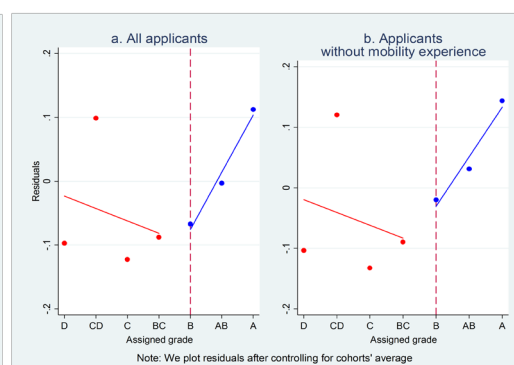 a. All applicants
.2
.1
0
-.1
-.2
Residuals
D CD C BC B AB A
Assigned grade
b. Applicants
without mobility experience
.2
.1
0
-.1
-.2
D CD C BC B AB A
Assigned grade
Note: We plot residuals after controlling for cohorts' average